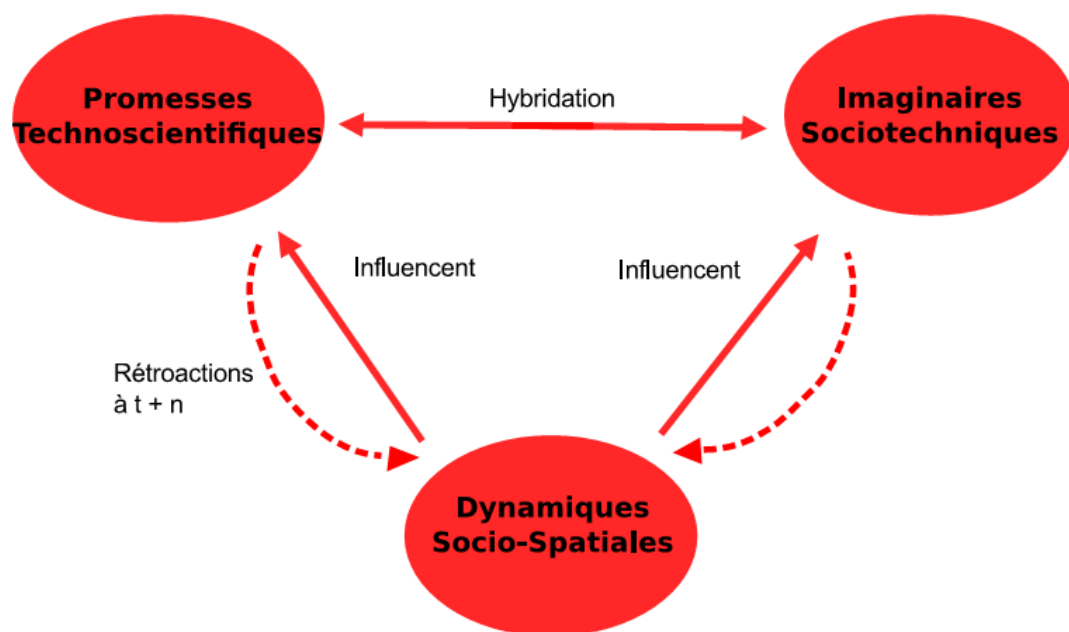 Promesses
Technoscientifiques
Hybridation
Imaginaires
Sociotechniques
Influencent
Influencent
Rétroactions
à t + n
Dynamiques
Socio-Spatiales